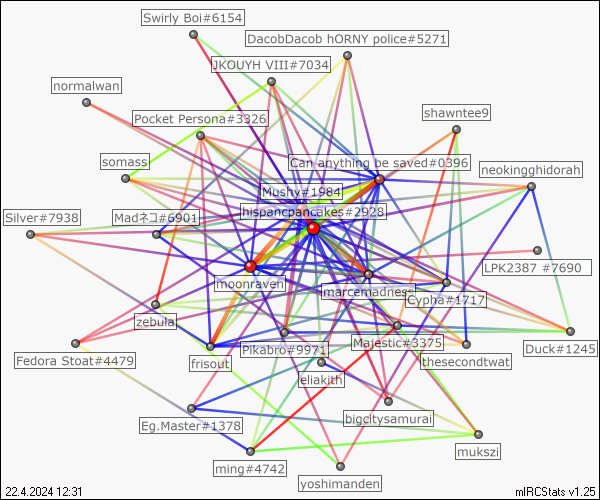 Swirly Boi#6154
DacobDacob hORNY police#5271
JKOUYH VIII#7034
normalwan
shawntee9
Pocket Persona#3326
Can anything be saved#0396
somass
neokingghidorah
Mushy#1984
hispancpancakes#2928
Silver#7938
Madネコ#6901
LPK2387 #7690
moonraven
marcemadness
Cypha#1717
zebula
Majestic#3375
Duck#1245
Pikabro#9971
Fedora Stoat#4479
frisout
thesecondtwat
eliakith
bigcitysamurai
Eg.Master#1378
mukszi
ming#4742
yoshimanden
22.4.2024 12:31
mIRCStats v1.25